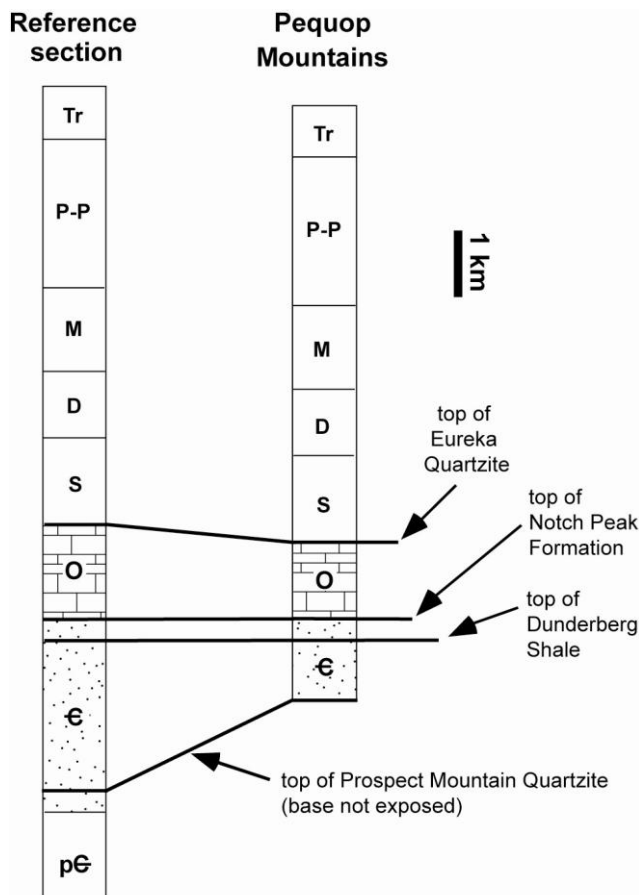 Reference
section
Pequop
Mountains
Tr
P-P
M
D
S
O
Ꞓ
pꞒ
Tr
P-P
M
D
S
O
Ꞓ
1 km
top of
Eureka
Quartzite
top of
Notch Peak
Formation
top of
Dunderberg
Shale
top of Prospect Mountain Quartzite
(base not exposed)